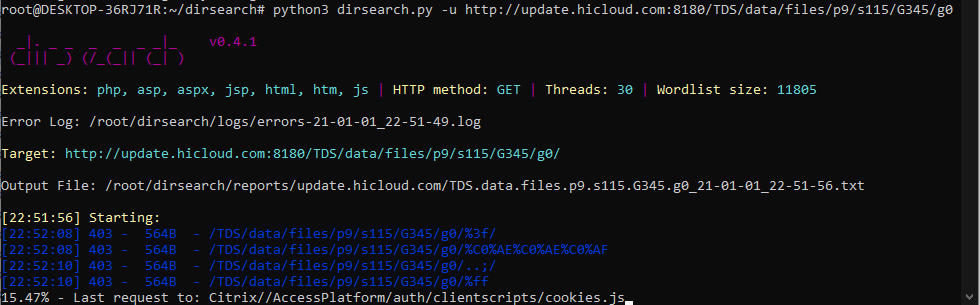 root@DESKTOP-36RJ71R:~/dirsearch# python3 dirsearch.py -u http://update.hicloud.com:8180/TDS/data/files/p9/s115/G345/g0
 _|. _ _  _  _  _ _|_    v0.4.1
(_||| _) (/_(_|| (_| )
Extensions: php, asp, aspx, jsp, html, htm, js | HTTP method: GET | Threads: 30 | Wordlist size: 11805
Error Log: /root/dirsearch/logs/errors-21-01-01_22-51-49.log
Target: http://update.hicloud.com:8180/TDS/data/files/p9/s115/G345/g0/
Output File: /root/dirsearch/reports/update.hicloud.com/TDS.data.files.p9.s115.G345.g0_21-01-01_22-51-56.txt
[22:51:56] Starting:
[22:52:08] 403 -  564B  - /TDS/data/files/p9/s115/G345/g0/%3f/
[22:52:08] 403 -  564B  - /TDS/data/files/p9/s115/G345/g0/%C0%AE%C0%AE%C0%AF
[22:52:10] 403 -  564B  - /TDS/data/files/p9/s115/G345/g0/..;/
[22:52:10] 403 -  564B  - /TDS/data/files/p9/s115/G345/g0/%ff
15.47% - Last request to: Citrix//AccessPlatform/auth/clientscripts/cookies.js